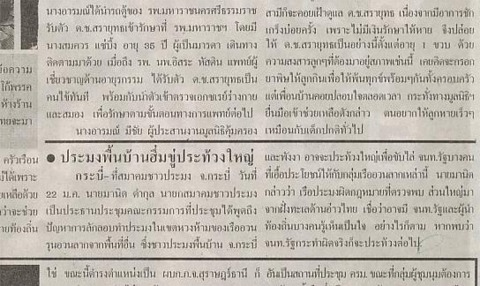 นางอารมณ์ได้นำรถตู้ของ รพ.มหาราชนครศรีธรรมราช
รับตัว ด.ช.สรายุทธเข้ารักษาที่ รพ.มหาราชฯ โดยมี
นางสมควร แซ่บั้ง อายุ 35 ปี ผู้เป็นมารดา เดินทาง
ติดตามมาด้วย เมื่อถึง รพ. นพ.อิสระ หัสดิน แพทย์ผู้
เชี่ยวชาญด้านอายุรกรรม ได้รับตัว ด.ช.สรายุทธเป็น
คนไข้ทันที พร้อมกับนำตัวเข้าตรวจเอกซเรย์ร่างกาย
และสมอง เพื่อรักษาตามขั้นตอนทางการแพทย์ต่อไป
นางอารมณ์ มีชัย ผู้ประสานงานมูลนิธิคุ้มครอง
● ประมงพื้นบ้านฮึ่มขู่ประท้วงใหญ่
กระบี่–ที่สมาคมชาวประมง จ.กระบี่ วันที่
22 ม.ค. นายมานิต ดำกุล นายกสมาคมชาวประมง
เป็นประธานประชุมคณะกรรมการที่ประชุมได้พูดถึง
ปัญหาการลักลอบทำประมงในเขตหวงห้ามของเรืออวน
รุนอวนลากจากพื้นที่อื่น ซึ่งชาวประมงพื้นบ้าน จ.กระบี่
สามีก็จะคอยเฝ้าดูแล ด.ช.สรายุทธ เนื่องจากมีอาการชัก
เกร็งบ่อยครั้ง เพราะไม่มีเงินรักษาให้หาย จึงปล่อย
ให้ ด.ช.สรายุทธเป็นอย่างนี้ตั้งแต่อายุ 1 ขวบ ด้วย
ความสงสารลูกๆที่ต้องมาอยู่สภาพเช่นนี้ เคยคิดจะกรอก
ยาพิษให้ลูกกินเพื่อให้พ้นทุกข์พร้อมๆกันทั้งครอบครัว
แต่เพื่อนบ้านคอยปลอบใจตลอดเวลา กระทั่งทางมูลนิธิฯ
ยื่นมือเข้าช่วยเหลือดังกล่าว ตนอยากให้ลูกหายเร็วๆ
เหมือนกับเด็กปกติทั่วไป
และพังงา อาจจะประท้วงใหญ่เพื่อขับไล่ จนท.รัฐบางคน
ที่เอื้อประโยชน์ให้กับกลุ่มเรืออวนลากเหล่านี้ นายมานิต
กล่าวว่า เรือประมงผิดกฎหมายที่ตรวจพบ ส่วนใหญ่มา
จากฝั่งทะเลด้านอ่าวไทย เชื่อว่าอาจมี จนท.รัฐและผู้นำ
ท้องถิ่นบางคนรู้เห็นเป็นใจ อย่างไรก็ตาม หากพบว่า
จนท.รัฐกระทำผิดจริงก็จะประท้วงต่อไป
ใช่ ขณะนี้ดำรงตำแหน่งเป็น ผบก.ภ.จ.สุราษฎร์ธานี ก็
อันเป็นสถานที่ประชุม ครม. ขณะที่กลุ่มผู้ชุมนุมต้องการ